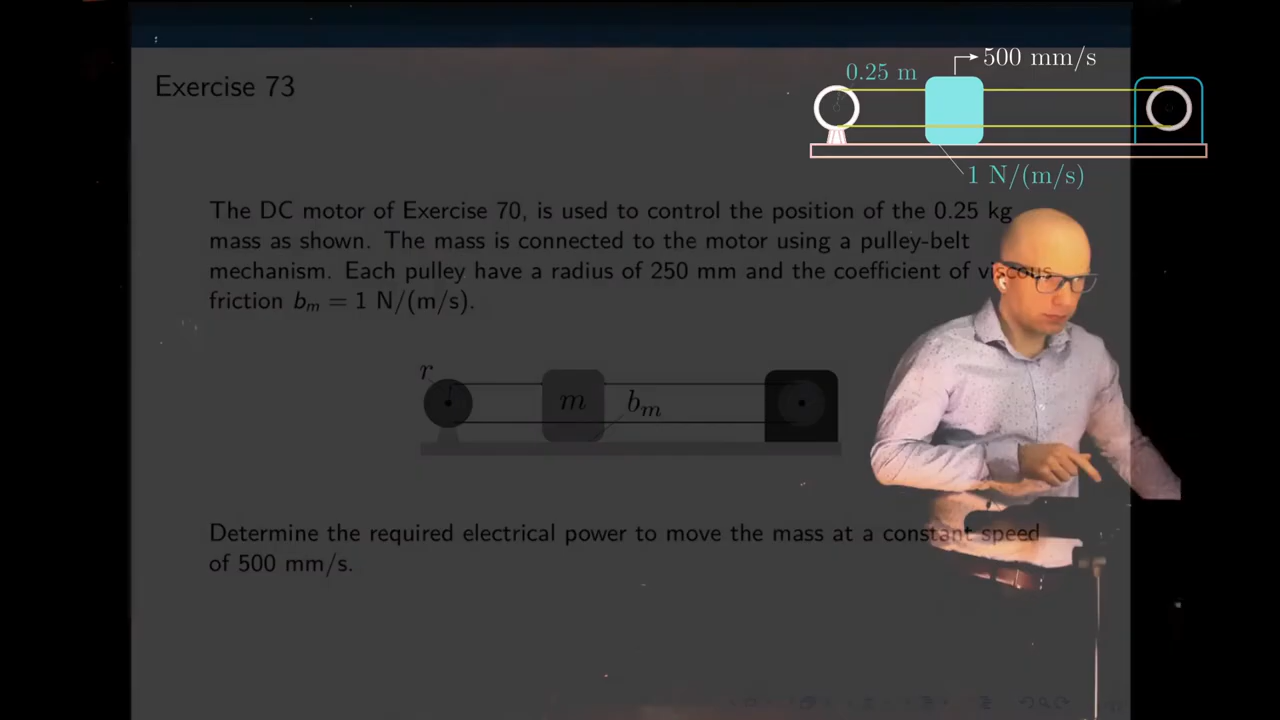 Exercise 73
0.25 m
500 mm/s
1 N/(m/s)
The DC motor of Exercise 70, is used to control the position of the 0.25 kg
mass as shown. The mass is connected to the motor using a pulley-belt
mechanism. Each pulley have a radius of 250 mm and the coefficient of viscous
friction bₘ = 1 N/(m/s).
r
m
bₘ
Determine the required electrical power to move the mass at a constant speed
of 500 mm/s.